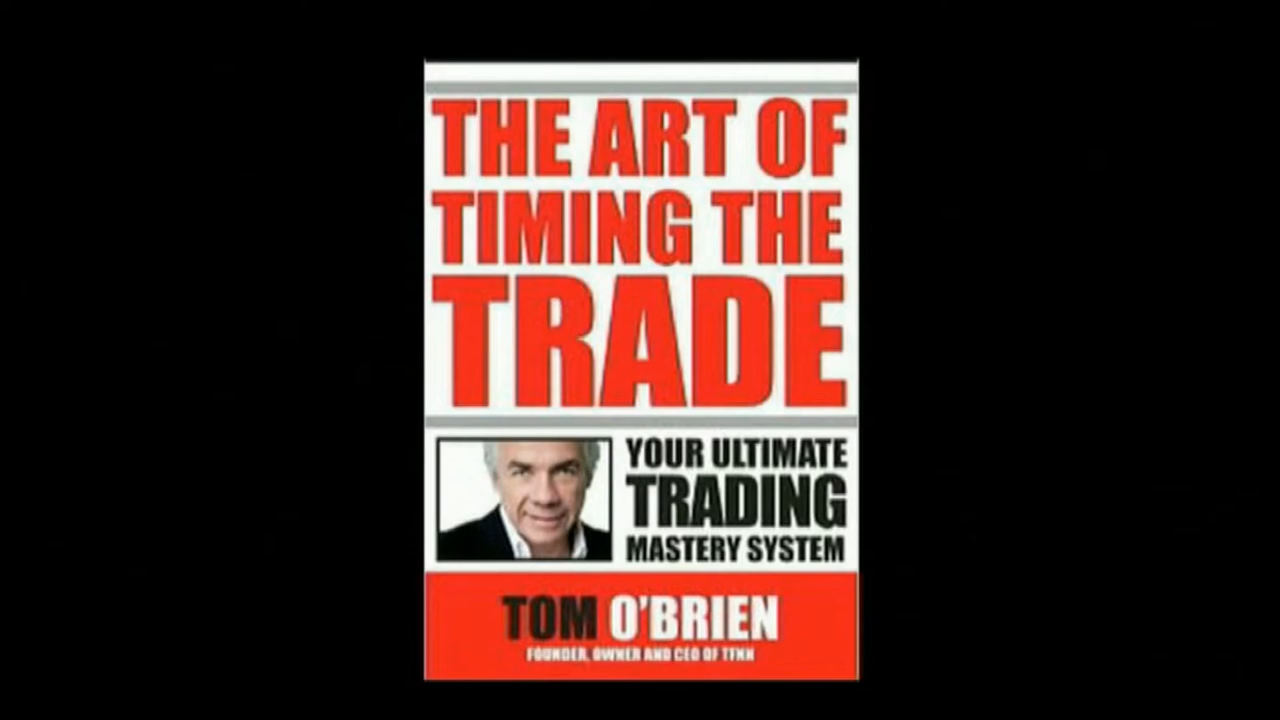 THE ART OF
TIMING THE
TRADE
YOUR ULTIMATE
TRADING
MASTERY SYSTEM
TOM O'BRIEN
FOUNDER, OWNER AND CEO OF TFNN